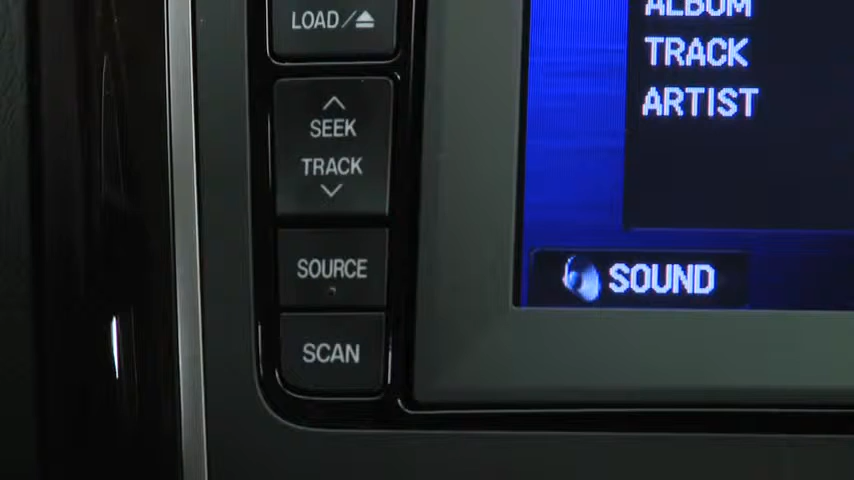 LOAD/⏏
SEEK
TRACK
SOURCE
SCAN
ALBUM
TRACK
ARTIST
SOUND